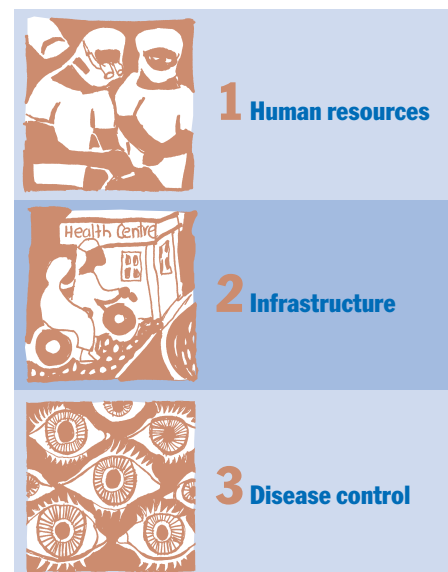 1 Human resources
Health Centre
2 Infrastructure
3 Disease control